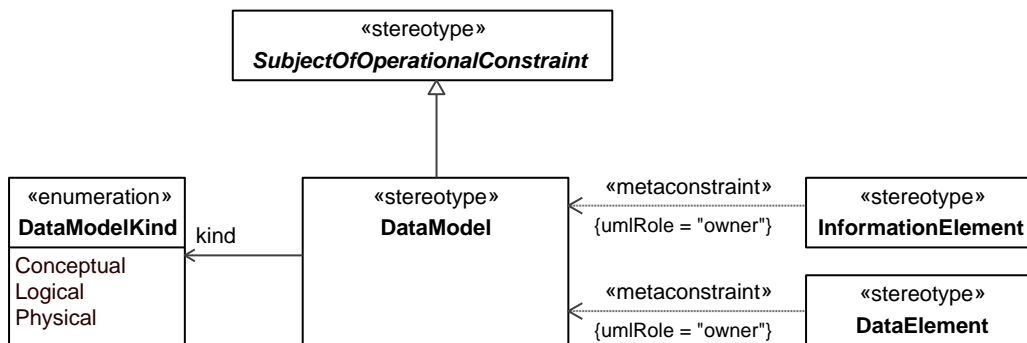 «stereotype»
SubjectOfOperationalConstraint
«enumeration»
DataModelKind
Conceptual
Logical
Physical
kind
«stereotype»
DataModel
«metaconstraint»
{umlRole = "owner"}
«stereotype»
InformationElement
«metaconstraint»
{umlRole = "owner"}
«stereotype»
DataElement